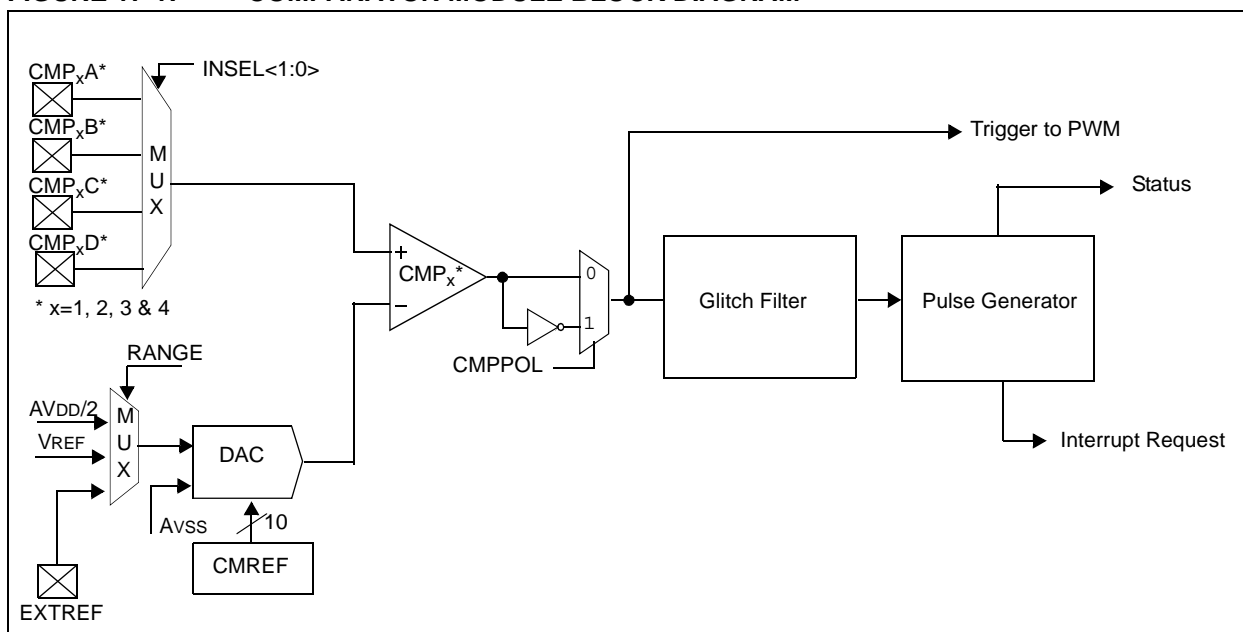 CMPxA*
INSEL<1:0>
CMPxB*
CMPxC*
CMPxD*
M
U
X
* x=1, 2, 3 & 4
Trigger to PWM
Status
+
CMPx*
–
0
1
CMPPOL
Glitch Filter
Pulse Generator
Interrupt Request
RANGE
AVDD/2
VREF
M
U
X
DAC
AVSS
10
CMREF
EXTREF